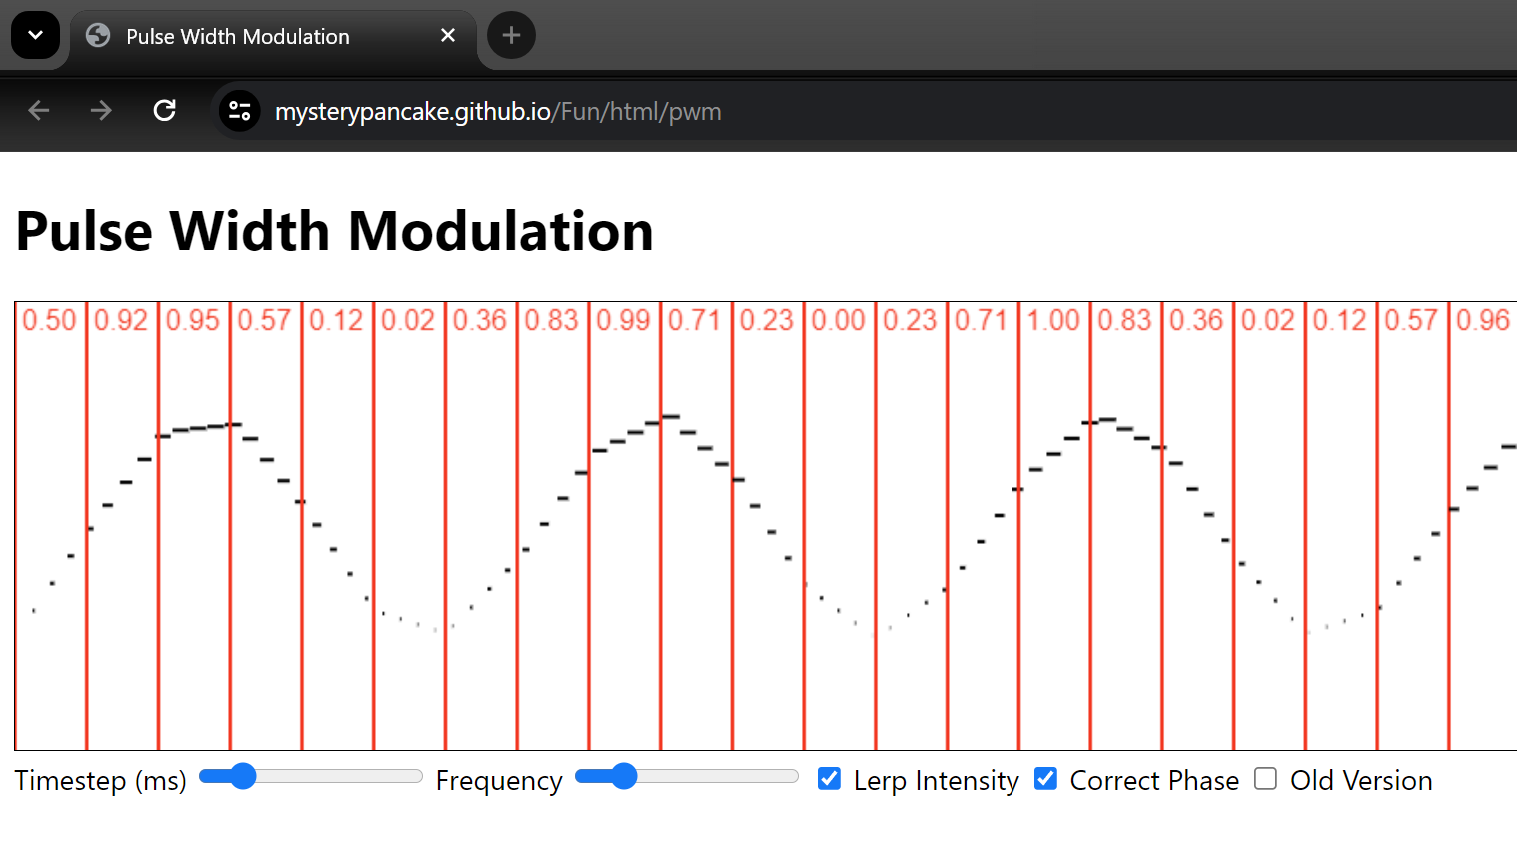 Pulse Width Modulation
mysterypancake.github.io/Fun/html/pwm
Pulse Width Modulation
0.50 0.92 0.95 0.57 0.12 0.02 0.36 0.83 0.99 0.71 0.23 0.00 0.23 0.71 1.00 0.83 0.36 0.02 0.12 0.57 0.96
Timestep (ms) Frequency Lerp Intensity Correct Phase Old Version